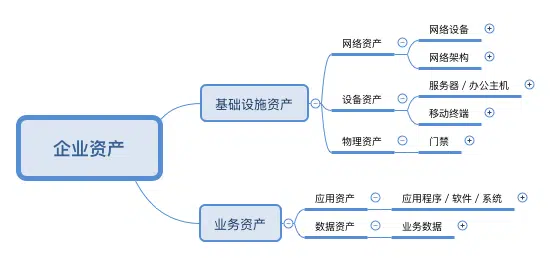 企业资产
基础设施资产
网络资产
网络设备
网络架构
设备资产
服务器 / 办公主机
移动终端
物理资产
门禁
业务资产
应用资产
应用程序 / 软件 / 系统
数据资产
业务数据